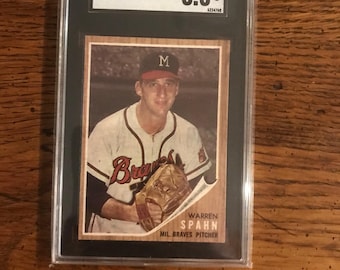 M
Braves
WARREN
SPAHN
MIL. BRAVES PITCHER